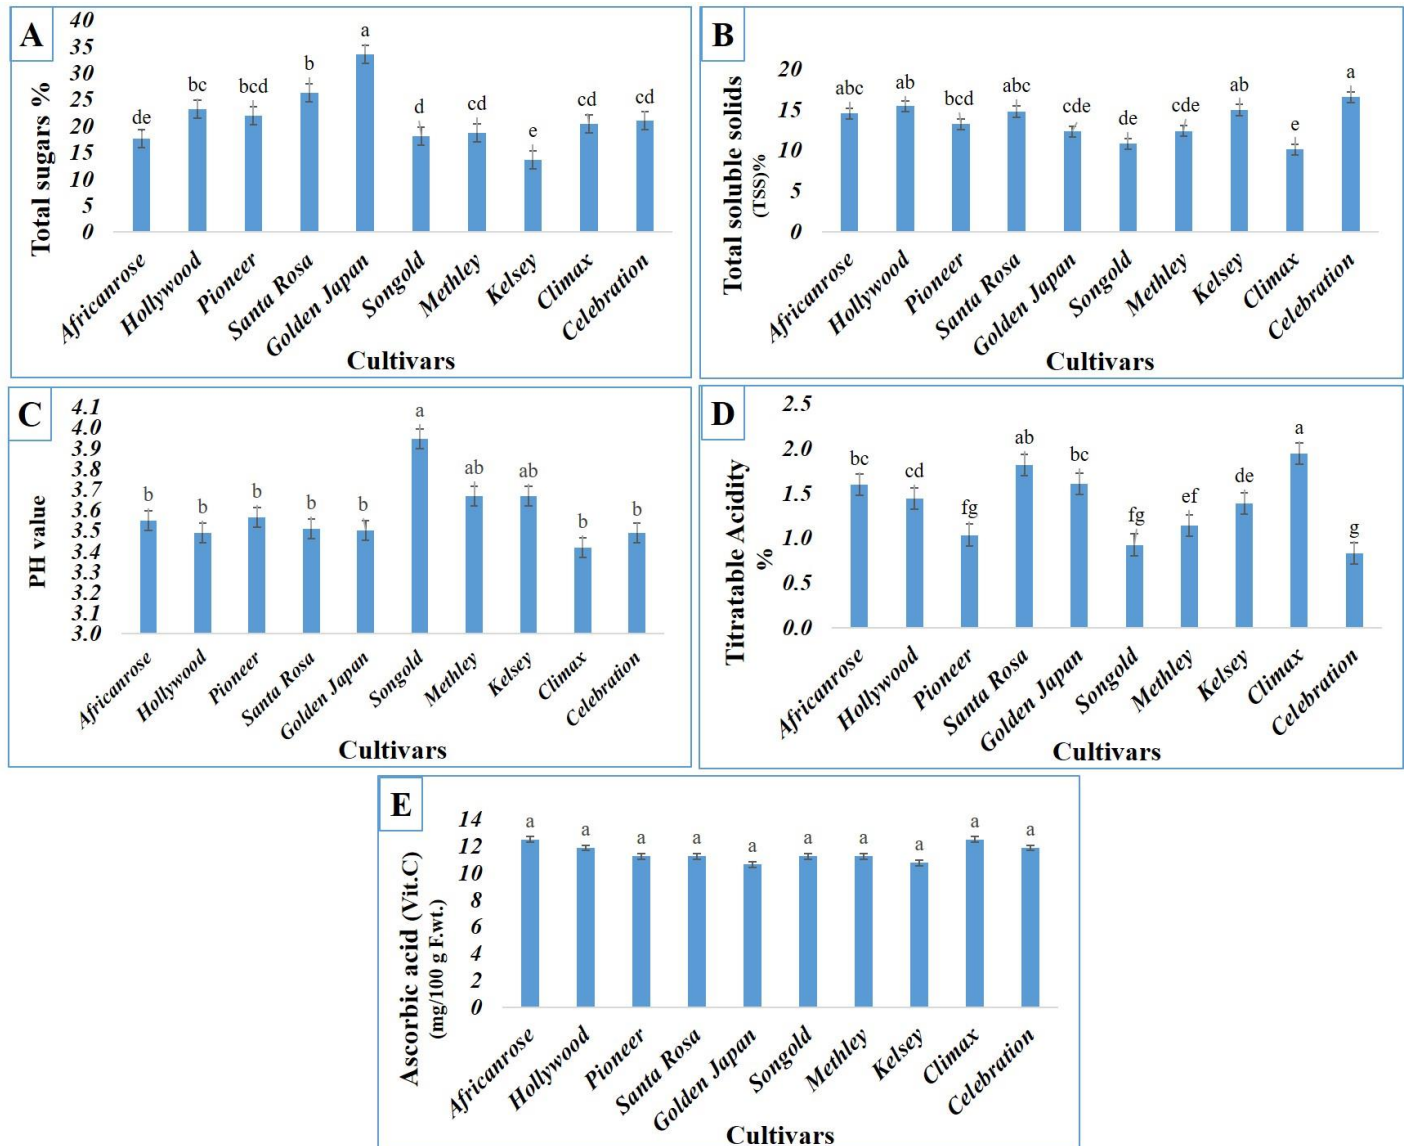 A
Total sugars %
40
35
30
25
20
15
10
5
0
de
bc
bcd
b
a
d
cd
e
cd
cd
Africanrose
Hollywood
Pioneer
Santa Rosa
Golden Japan
Songold
Methley
Kelsey
Climax
Celebration
Cultivars
B
Total soluble solids
(TSS)%
20
15
10
5
0
abc
ab
bcd
abc
cde
de
cde
ab
e
a
Africanrose
Hollywood
Pioneer
Santa Rosa
Golden Japan
Songold
Methley
Kelsey
Climax
Celebration
Cultivars
C
PH value
4.1
4.0
3.9
3.8
3.7
3.6
3.5
3.4
3.3
3.2
3.1
3.0
b
b
b
b
b
a
ab
ab
b
b
Africanrose
Hollywood
Pioneer
Santa Rosa
Golden Japan
Songold
Methley
Kelsey
Climax
Celebration
Cultivars
D
Titratable Acidity
%
2.5
2.0
1.5
1.0
0.5
0.0
bc
cd
fg
ab
bc
fg
ef
de
a
g
Africanrose
Hollywood
Pioneer
Santa Rosa
Golden Japan
Songold
Methley
Kelsey
Climax
Celebration
Cultivars
E
Ascorbic acid (Vit.C)
(mg/100 g F.wt.)
14
12
10
8
6
4
2
0
a
a
a
a
a
a
a
a
a
a
Africanrose
Hollywood
Pioneer
Santa Rosa
Golden Japan
Songold
Methley
Kelsey
Climax
Celebration
Cultivars